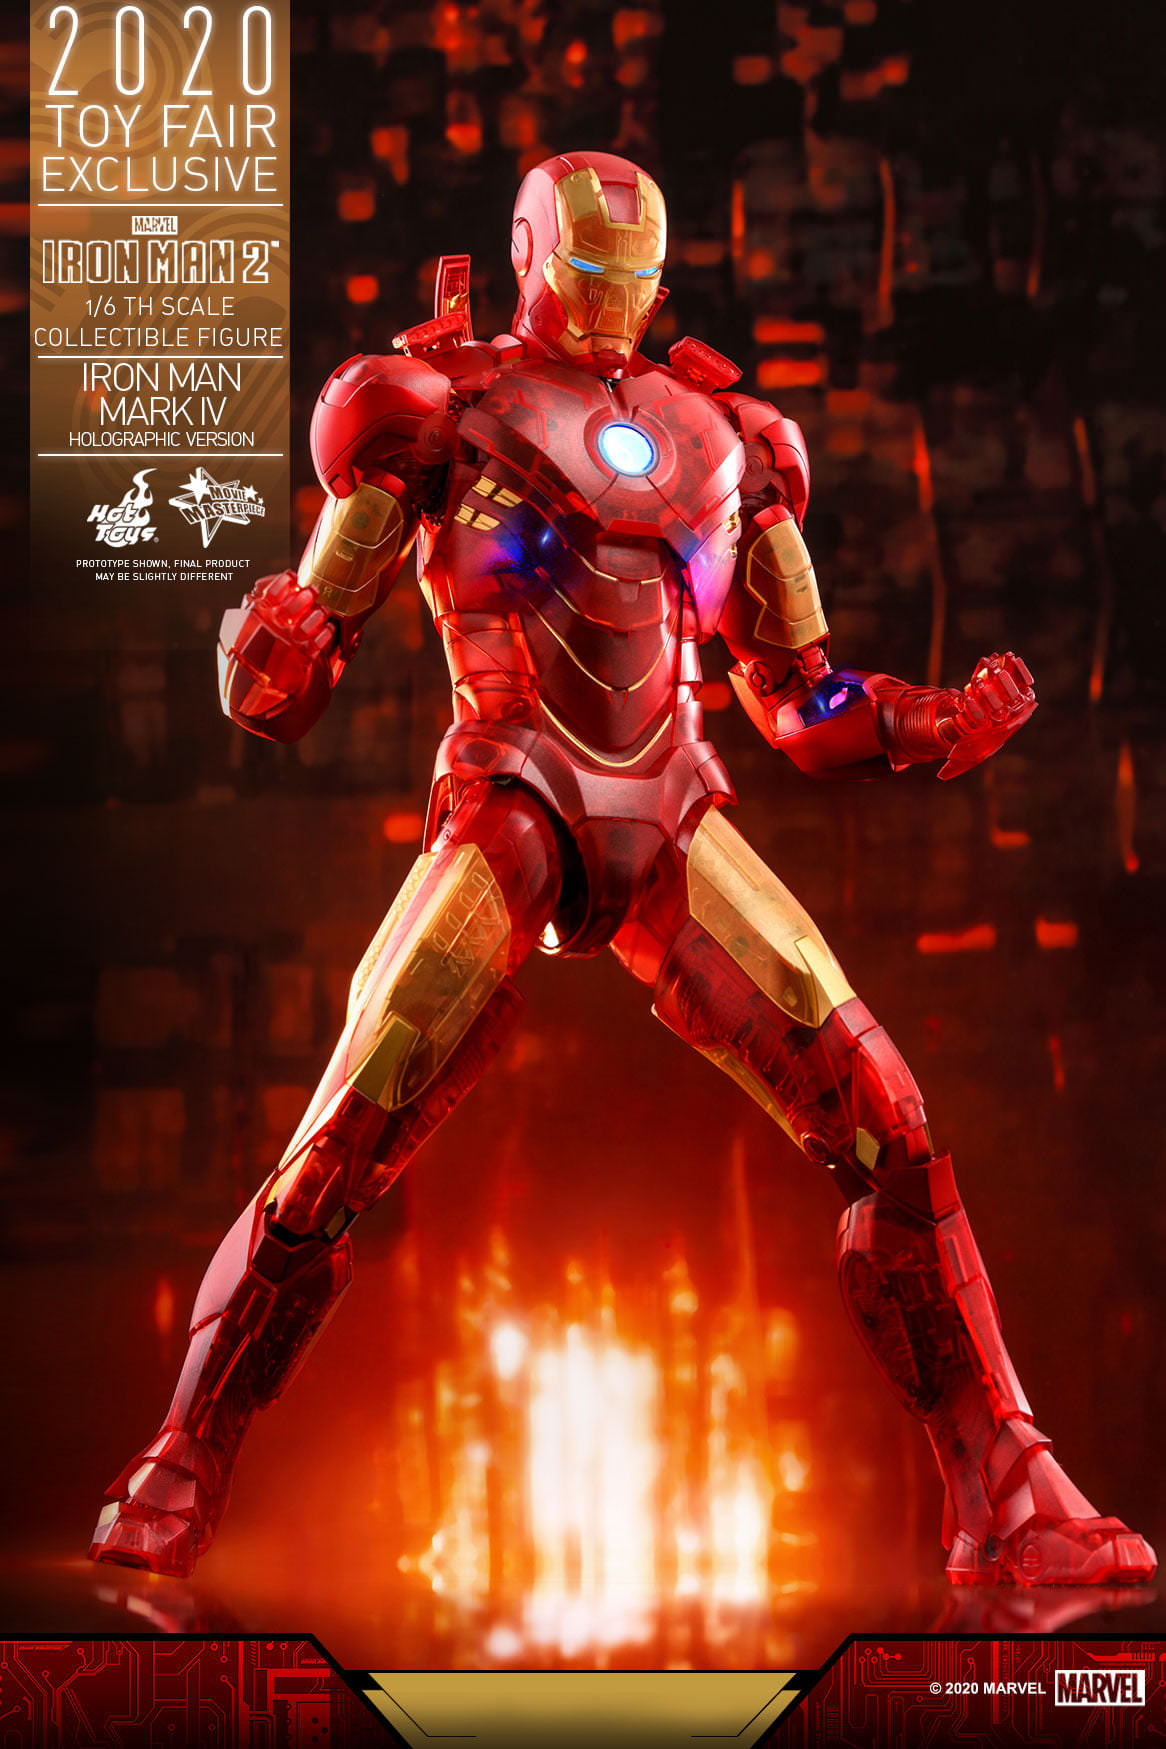 2020
TOY FAIR
EXCLUSIVE
MARVEL
IRON MAN 2™
1/6 TH SCALE
COLLECTIBLE FIGURE
IRON MAN
MARK IV
HOLOGRAPHIC VERSION
Hot
Toys®
MOVIE
MASTERPIECE
PROTOTYPE SHOWN, FINAL PRODUCT
MAY BE SLIGHTLY DIFFERENT
© 2020 MARVEL
MARVEL